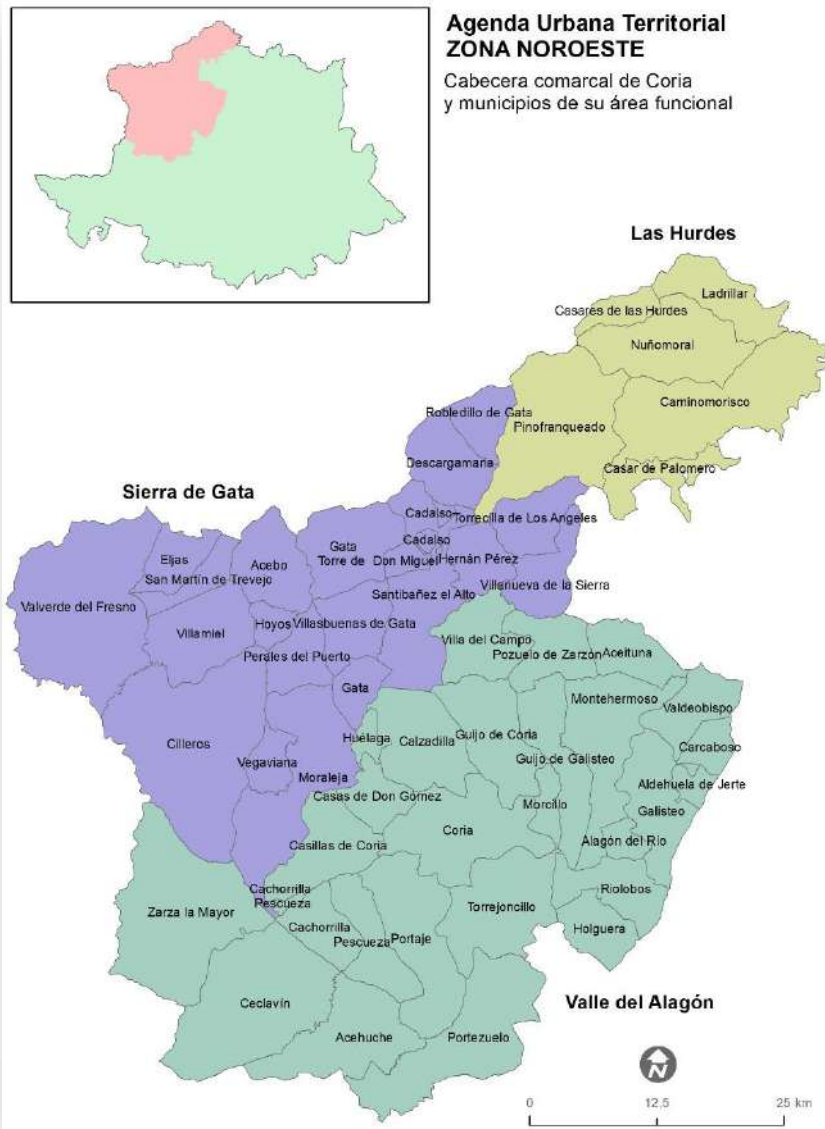 Agenda Urbana Territorial
ZONA NOROESTE
Cabecera comarcal de Coria
y municipios de su área funcional
Las Hurdes
Ladrillar
Casares de las Hurdes
Nuñomoral
Caminomorisco
Robledillo de Gata
Pinofranqueado
Descargamaria
Casar de Palomero
Sierra de Gata
Cadalso
Torrecilla de Los Angeles
Cadalso
Gata
Eljas
Acebo
Torre de Don Miguel
Hernán Pérez
San Martín de Trevejo
Villanueva de la Sierra
Santibañez el Alto
Valverde del Fresno
Villamiel
Hoyos
Villasbuenas de Gata
Villa del Campo
Pozuelo de Zarzón
Aceituna
Perales del Puerto
Gata
Montehermoso
Valdeobispo
Huélaga
Calzadilla
Guijo de Coria
Cilleros
Carcaboso
Vegaviana
Guijo de Galisteo
Moraleja
Aldehuela de Jerte
Casas de Don Gómez
Morcillo
Galisteo
Coria
Casillas de Coria
Alagón del Rio
Cachorrilla
Riolobos
Pescueza
Zarza la Mayor
Torrejoncillo
Cachorrilla
Holguera
Pescueza
Portaje
Ceclavín
Valle del Alagón
Acehuche
Portezuelo
N
0 12,5 25 km